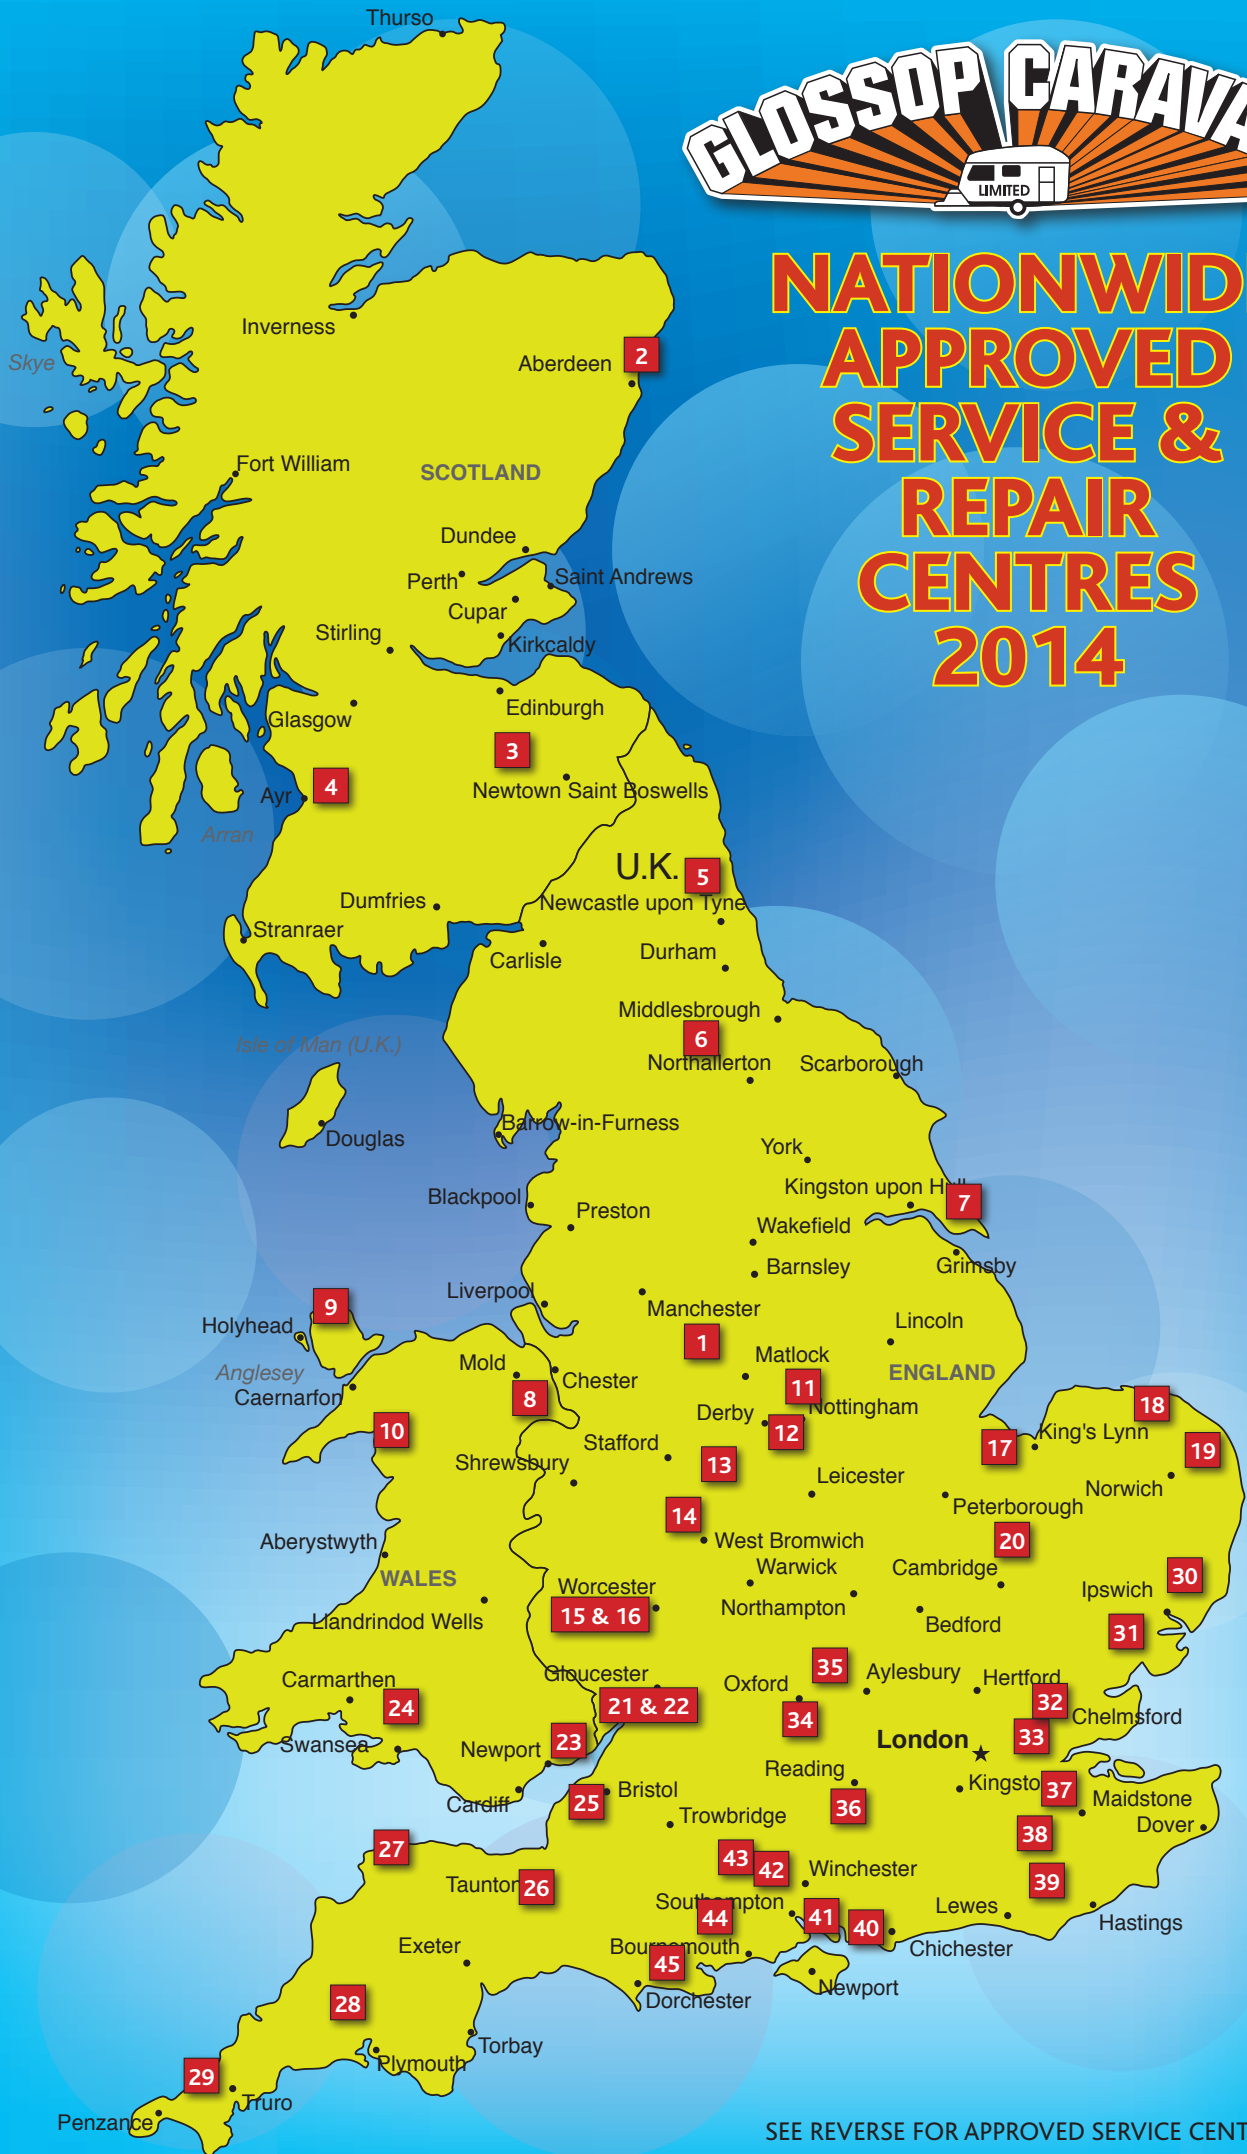 Thurso
GLOSSOP CARAVA
LIMITED
NATIONWID
APPROVED
SERVICE &
REPAIR
CENTRES
2014
Inverness
Skye
Aberdeen
2
Fort William
SCOTLAND
Dundee
Perth
Saint Andrews
Cupar
Stirling
Kirkcaldy
Glasgow
Edinburgh
3
4
Ayr
Newtown Saint Boswells
Arran
U.K.
5
Dumfries
Newcastle upon Tyne
Stranraer
Carlisle
Durham
Middlesbrough
6
Isle of Man (U.K.)
Northallerton
Scarborough
Barrow-in-Furness
Douglas
York
Kingston upon Hull
7
Blackpool
Preston
Wakefield
Barnsley
Grimsby
Liverpool
9
Manchester
Holyhead
Lincoln
1
Matlock
Anglesey
Mold
Chester
ENGLAND
Caernarfon
8
11
18
Derby
Nottingham
10
12
King's Lynn
Stafford
17
19
Shrewsbury
13
Leicester
Norwich
14
Peterborough
Aberystwyth
West Bromwich
20
Warwick
Cambridge
WALES
Worcester
30
Ipswich
Northampton
15 & 16
Llandrindod Wells
Bedford
31
Gloucester
35
Aylesbury
Hertford
Carmarthen
Oxford
24
21 & 22
34
32
Chelmsford
Swansea
Newport
23
London
33
Reading
Kingsto
37
Cardiff
25
Bristol
36
Maidstone
Trowbridge
Dover
27
38
43
42
Winchester
Taunton
26
39
Southampton
44
41
40
Lewes
Hastings
Exeter
Bournemouth
Chichester
45
Newport
28
Dorchester
Torbay
Plymouth
29
Truro
Penzance
SEE REVERSE FOR APPROVED SERVICE CENT